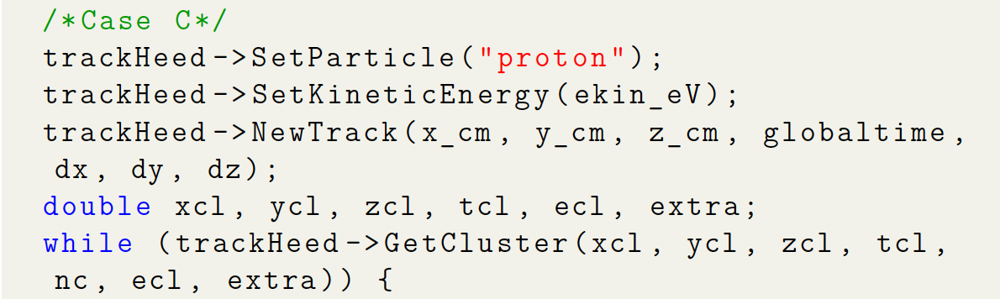 /*Case C*/
trackHeed->SetParticle("proton");
trackHeed->SetKineticEnergy(ekin_eV);
trackHeed->NewTrack(x_cm, y_cm, z_cm, globaltime,
dx, dy, dz);
double xcl, ycl, zcl, tcl, ecl, extra;
while (trackHeed->GetCluster(xcl, ycl, zcl, tcl,
nc, ecl, extra)) {